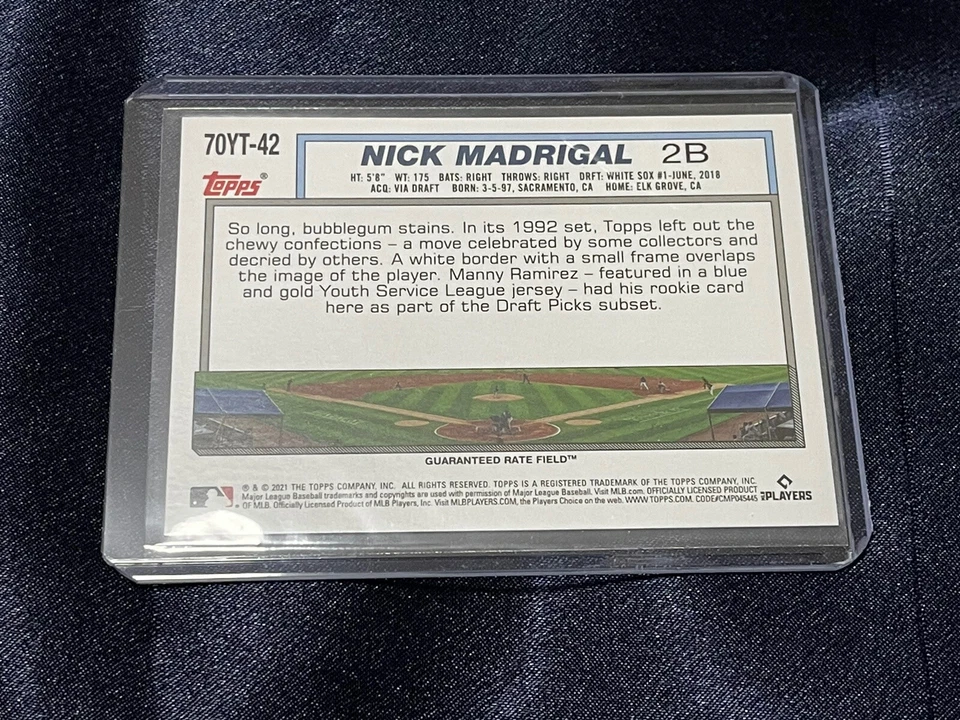 70YT-42
Topps®
NICK MADRIGAL 2B
HT: 5'8" WT: 175 BATS: RIGHT THROWS: RIGHT DRFT: WHITE SOX #1-JUNE, 2018
ACQ: VIA DRAFT BORN: 3-5-97, SACRAMENTO, CA HOME: ELK GROVE, CA
So long, bubblegum stains. In its 1992 set, Topps left out the
chewy confections – a move celebrated by some collectors and
decried by others. A white border with a small frame overlaps
the image of the player. Manny Ramirez – featured in a blue
and gold Youth Service League jersey – had his rookie card
here as part of the Draft Picks subset.
GUARANTEED RATE FIELD™
® & © 2021 THE TOPPS COMPANY, INC. ALL RIGHTS RESERVED. TOPPS IS A REGISTERED TRADEMARK OF THE TOPPS COMPANY, INC.
Major League Baseball trademarks and copyrights are used with permission of Major League Baseball. Visit MLB.com. OFFICIALLY LICENSED PRODUCT
OF MLB. Officially Licensed Product of MLB Players, Inc. Visit MLBPLAYERS.COM, the Players Choice on the web. WWW.TOPPS.COM. CODE#CMP045445
MLB PLAYERS